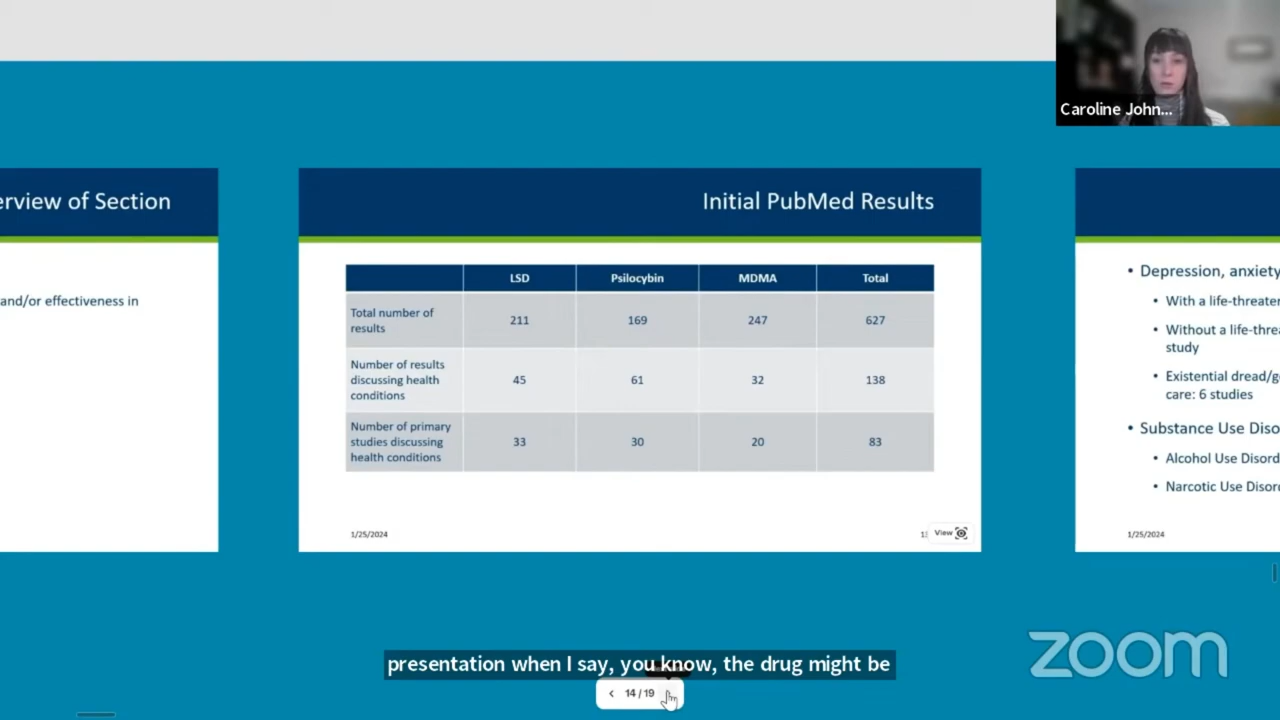 Caroline John...
erview of Section
and/or effectiveness in
Initial PubMed Results
LSD
Psilocybin
MDMA
Total
Total number of
results
211
169
247
627
Number of results
discussing health
conditions
45
61
32
138
Number of primary
studies discussing
health conditions
33
30
20
83
1/25/2024
View
• Depression, anxiety
• With a life-threater
• Without a life-threa
study
• Existential dread/g
care: 6 studies
• Substance Use Diso
• Alcohol Use Disord
• Narcotic Use Disor
1/25/2024
presentation when I say, you know, the drug might be
14 / 19
zoom